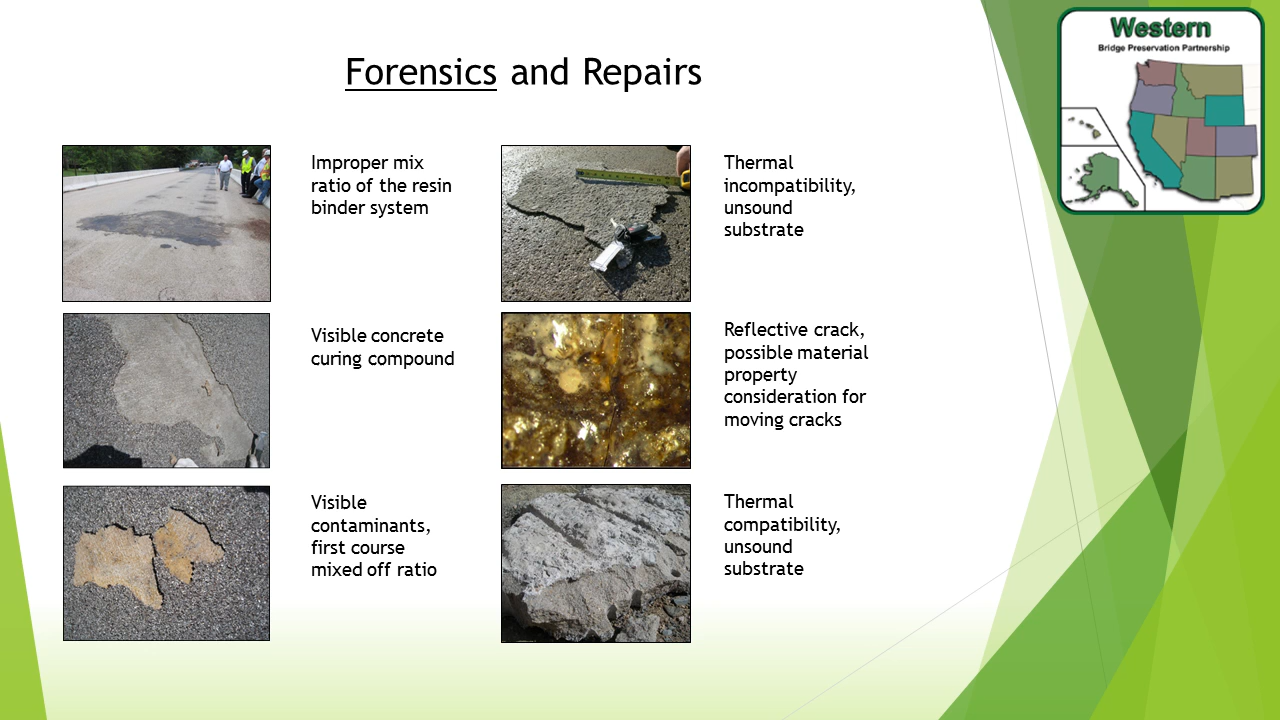 Western
Bridge Preservation Partnership
Forensics and Repairs
Improper mix
ratio of the resin
binder system
Thermal
incompatibility,
unsound
substrate
Visible concrete
curing compound
Reflective crack,
possible material
property
consideration for
moving cracks
Visible
contaminants,
first course
mixed off ratio
Thermal
compatibility,
unsound
substrate